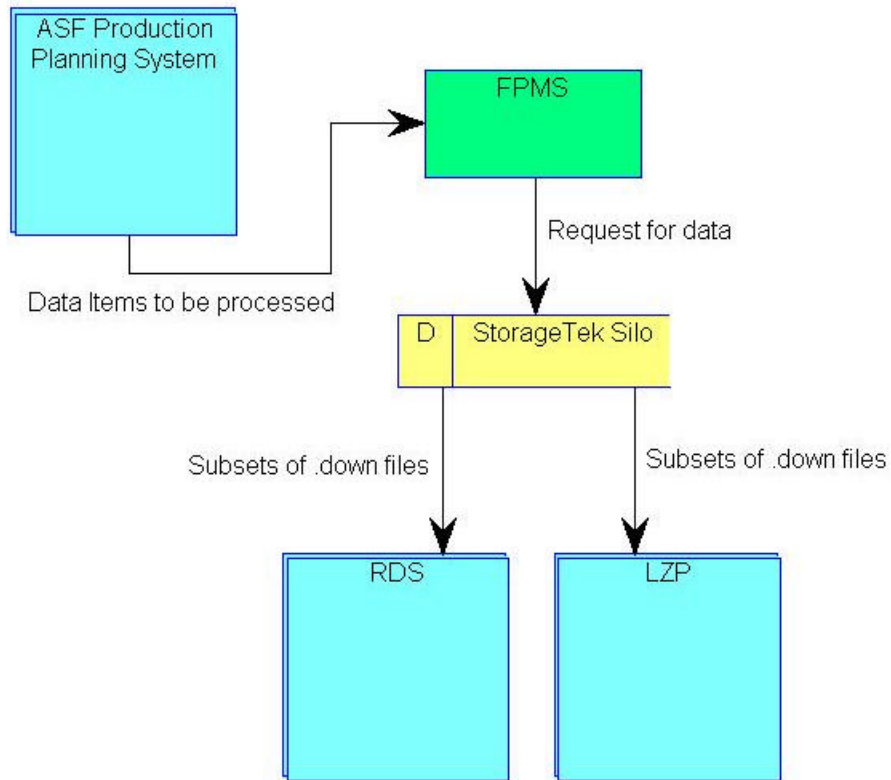 ASF Production
Planning System
FPMS
Request for data
Data Items to be processed
D
StorageTek Silo
Subsets of .down files
Subsets of .down files
RDS
LZP